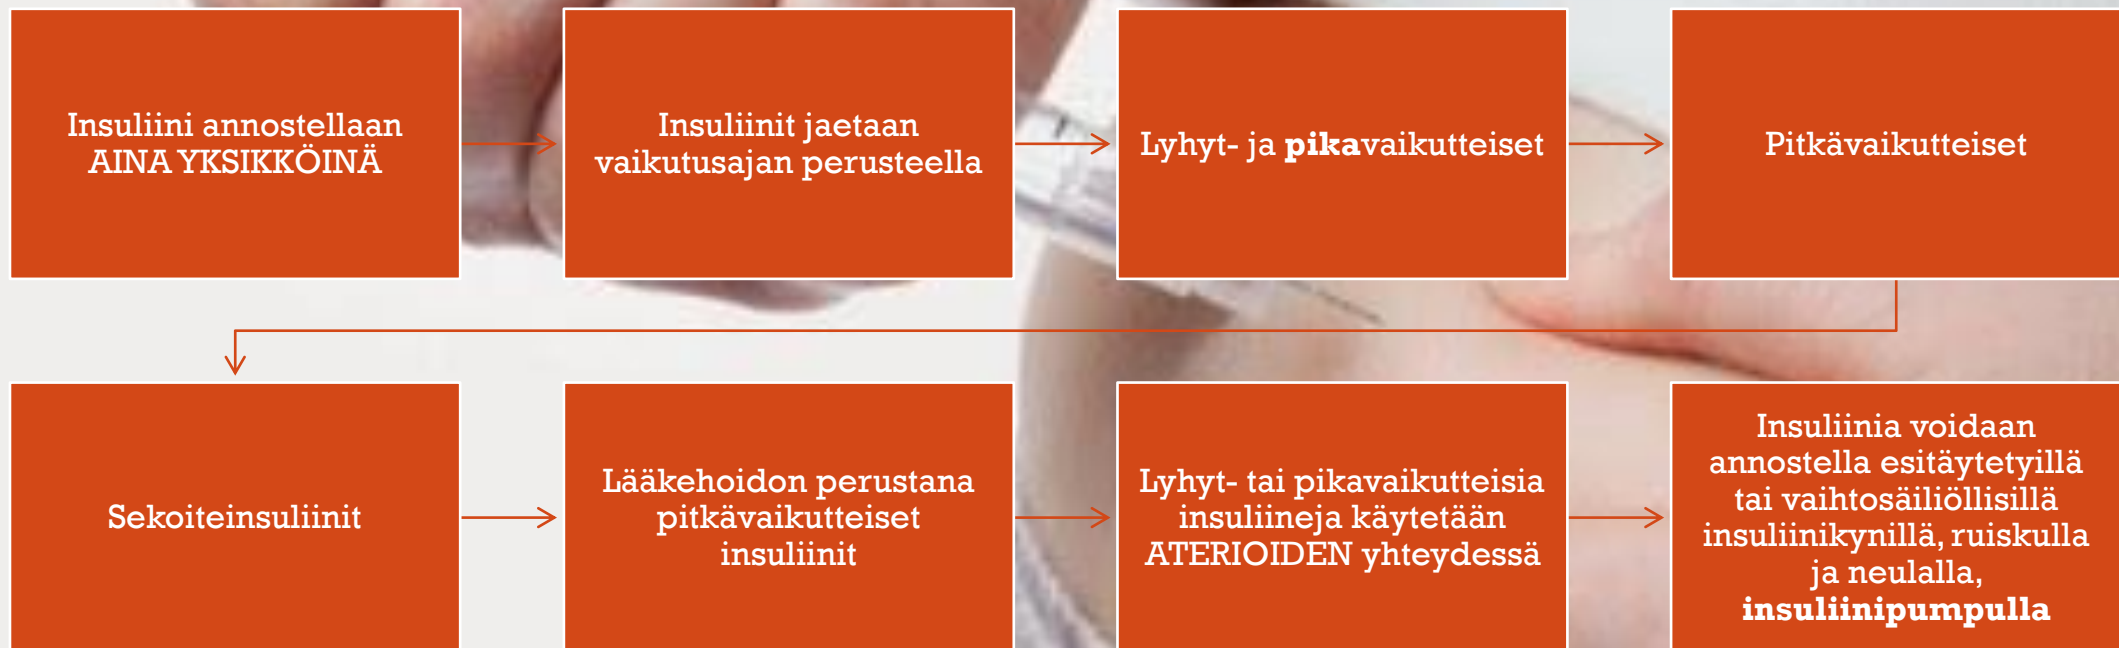 Insuliini annostellaan
AINA YKSIKKÖINÄ
Insuliinit jaetaan
vaikutusajan perusteella
Lyhyt- ja pikavaikutteiset
Pitkävaikutteiset
Sekoiteinsuliinit
Lääkehoidon perustana
pitkävaikutteiset
insuliinit
Lyhyt- tai pikavaikutteisia
insuliineja käytetään
ATERIOIDEN yhteydessä
Insuliinia voidaan
annostella esitäytetyillä
tai vaihtosäiliöllisillä
insuliinikynillä, ruiskulla
ja neulalla,
insuliinipumpulla